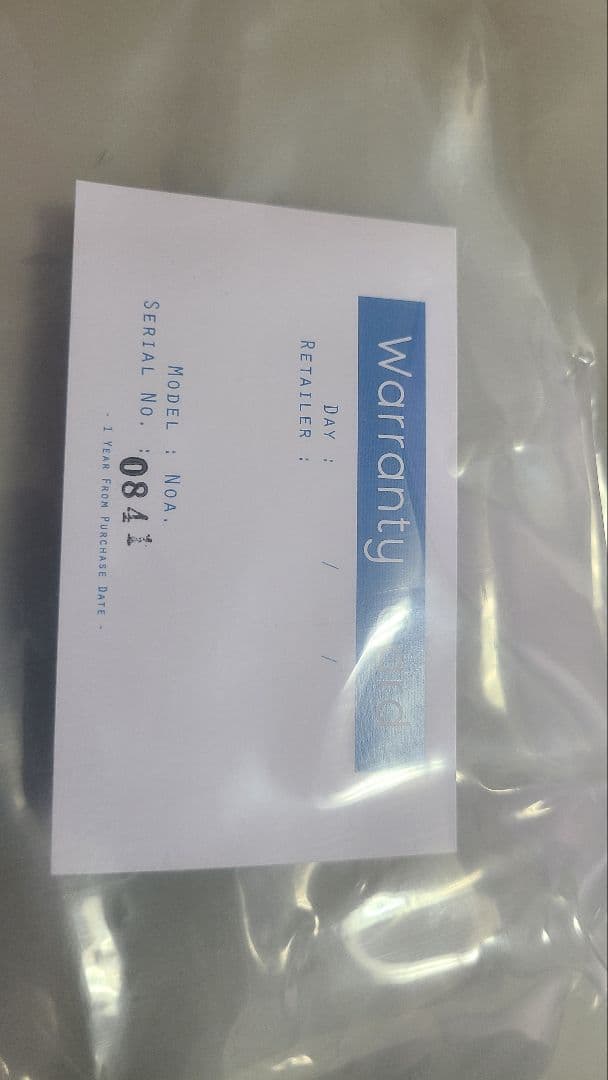 Warranty
DAY : / /
RETAILER :
MODEL : NOA.
SERIAL NO. : 0841
- 1 YEAR FROM PURCHASE DATE -